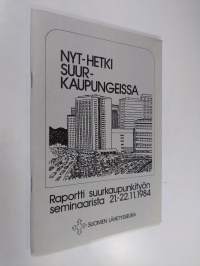 NYT-HETKI
SUUR-
KAUPUNGEISSA
Raportti suurkaupunkityön
seminaarista 21.-22.11.1984
SUOMEN LÄHETYSSEURA